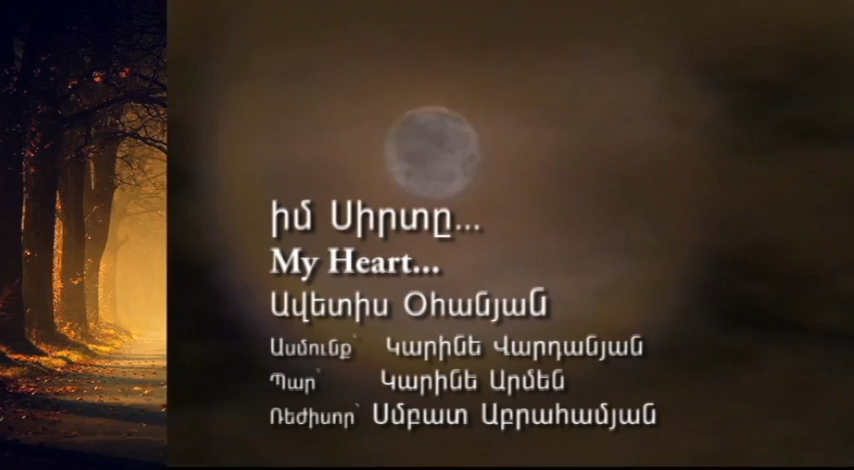 իմ Սիրտը...
My Heart...
Ավետիս Օհանյան
Ասմունք՝ Կարինե Վարդանյան
Պար՝ Կարինե Արմեն
Ռեժիսոր՝ Սմբատ Աբրահամյան